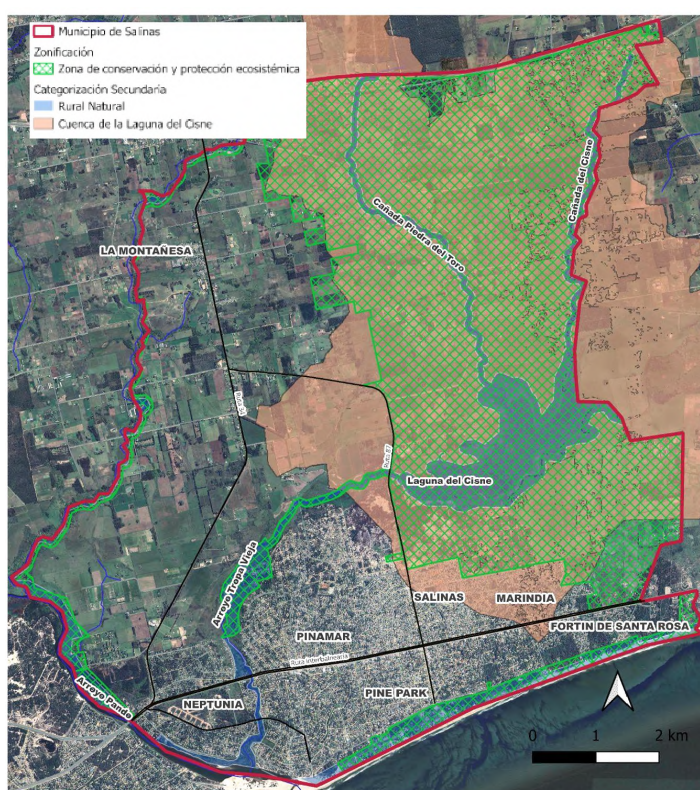 Municipio de Salinas
Zonificación
Zona de conservación y protección ecosistémica
Categorización Secundaria
Rural Natural
Cuenca de la Laguna del Cisne
Cañada del Cisne
Cañada Piedra del Toro
LA MONTAÑESA
Ruta 87
Laguna del Cisne
Arroyo Tropa Vieja
SALINAS
MARINDIA
FORTIN DE SANTA ROSA
PINAMAR
Ruta Interbalnearia
PINE PARK
NEPTUNIA
Arroyo Pando
0 1 2 km